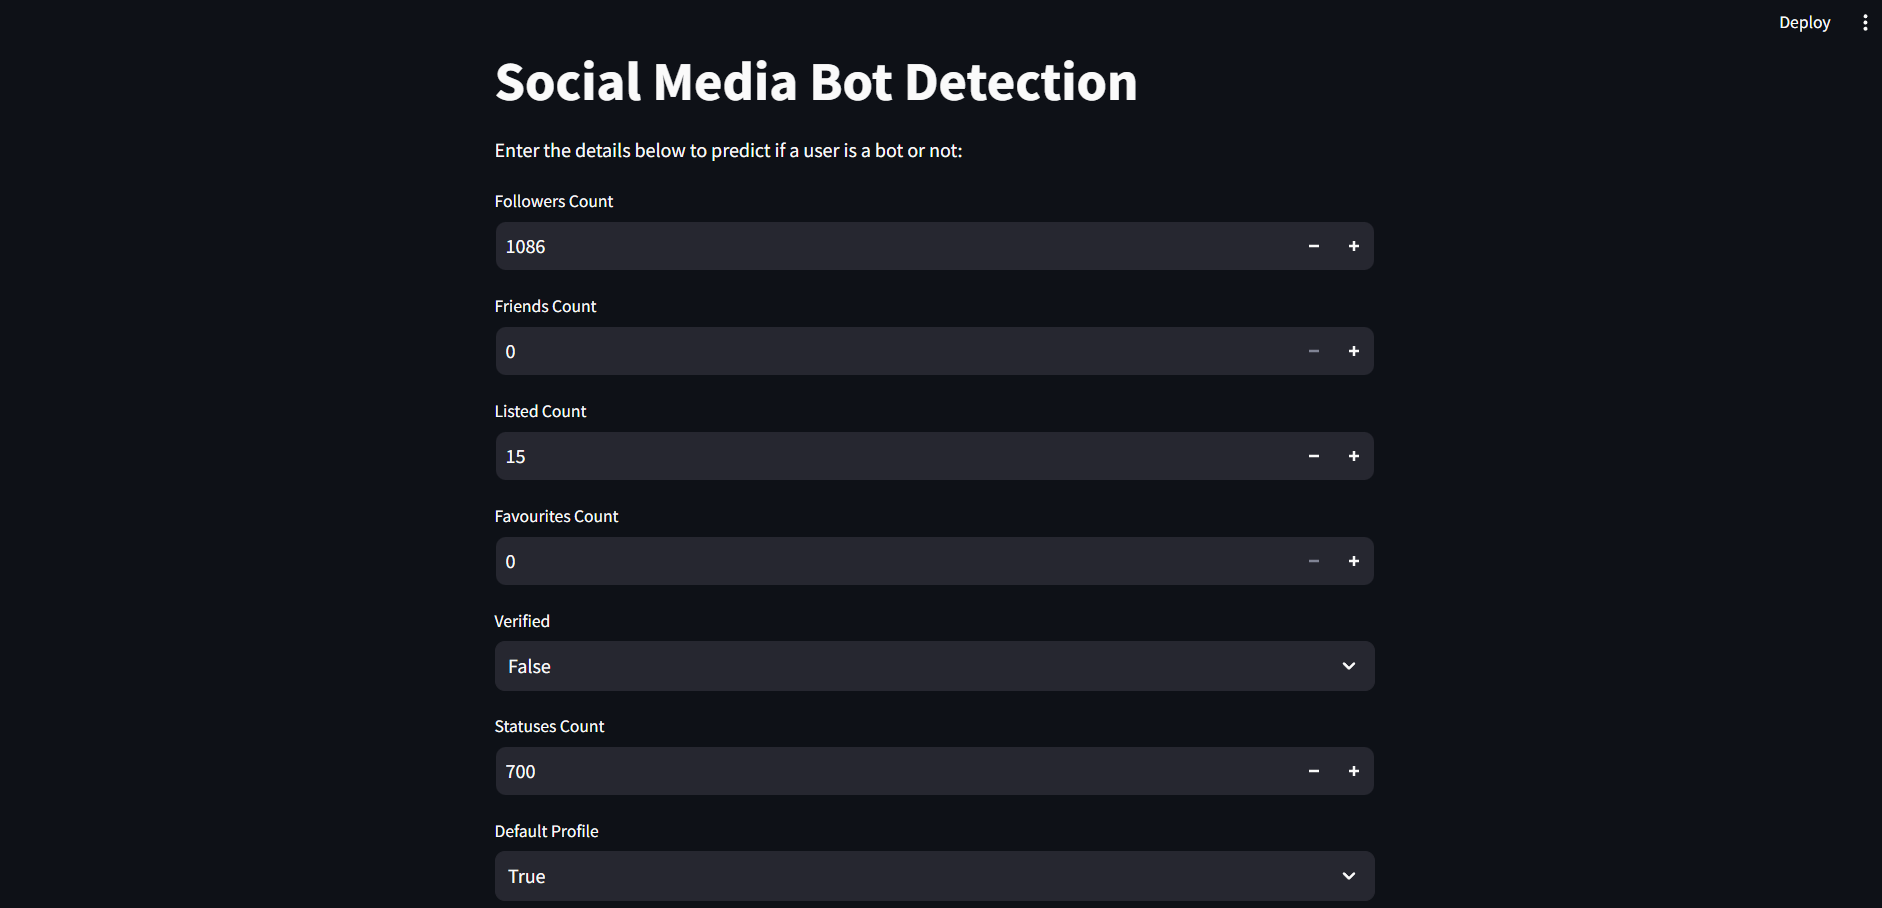 Deploy
Social Media Bot Detection
Enter the details below to predict if a user is a bot or not:
Followers Count
1086
Friends Count
0
Listed Count
15
Favourites Count
0
Verified
False
Statuses Count
700
Default Profile
True